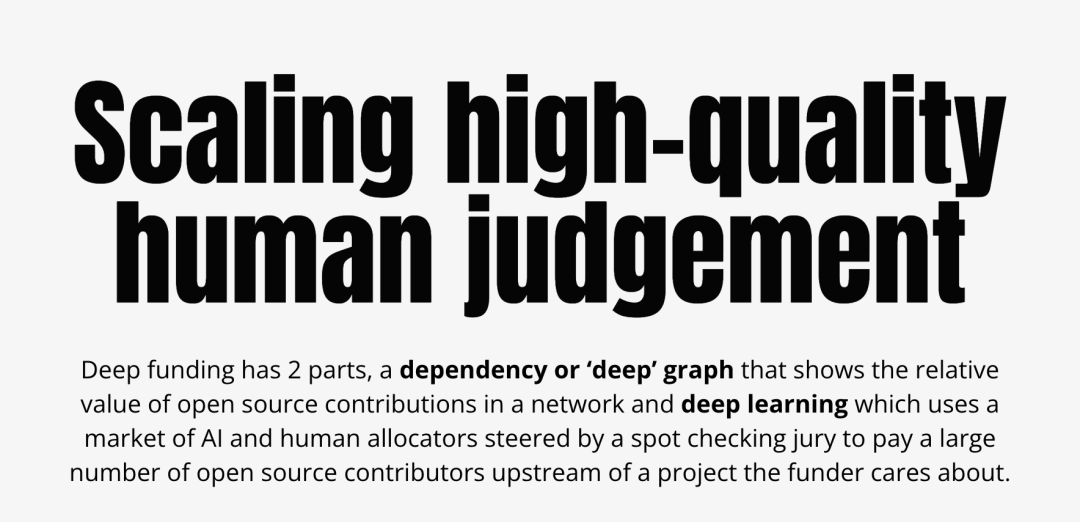 Scaling high-quality
human judgement
Deep funding has 2 parts, a dependency or ‘deep’ graph that shows the relative
value of open source contributions in a network and deep learning which uses a
market of AI and human allocators steered by a spot checking jury to pay a large
number of open source contributors upstream of a project the funder cares about.